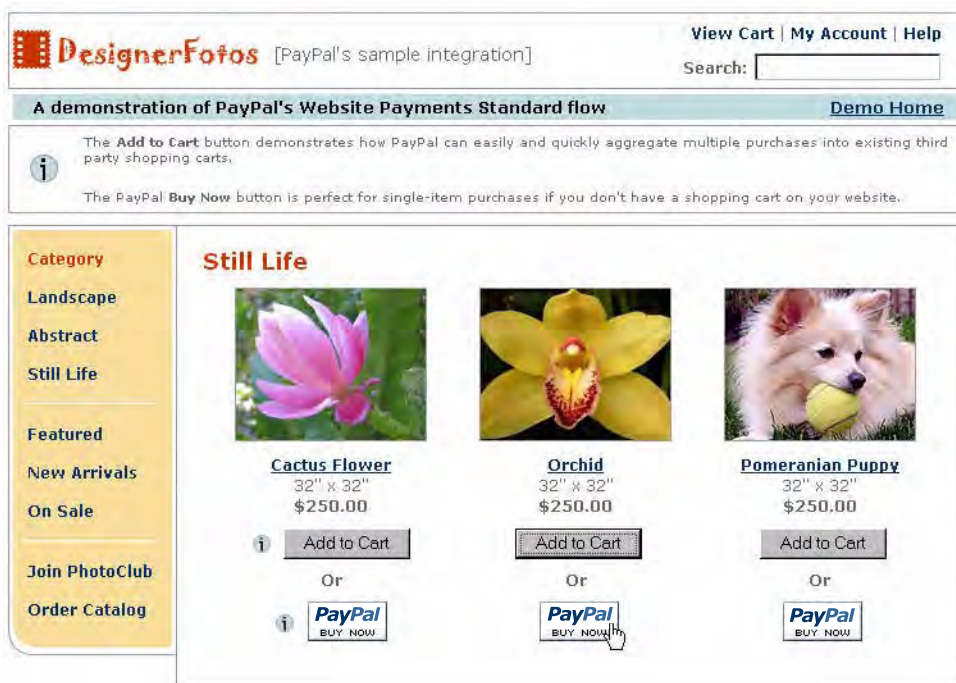 DesignerFotos [PayPal's sample integration]
View Cart | My Account | Help
Search:
A demonstration of PayPal's Website Payments Standard flow
Demo Home
The Add to Cart button demonstrates how PayPal can easily and quickly aggregate multiple purchases into existing third
party shopping carts.
The PayPal Buy Now button is perfect for single-item purchases if you don't have a shopping cart on your website.
Category
Landscape
Abstract
Still Life
Featured
New Arrivals
On Sale
Join PhotoClub
Order Catalog
Still Life
Cactus Flower
32" x 32"
$250.00
Add to Cart
Or
PayPal
BUY NOW
Orchid
32" x 32"
$250.00
Add to Cart
Or
PayPal
BUY NOW
Pomeranian Puppy
32" x 32"
$250.00
Add to Cart
Or
PayPal
BUY NOW